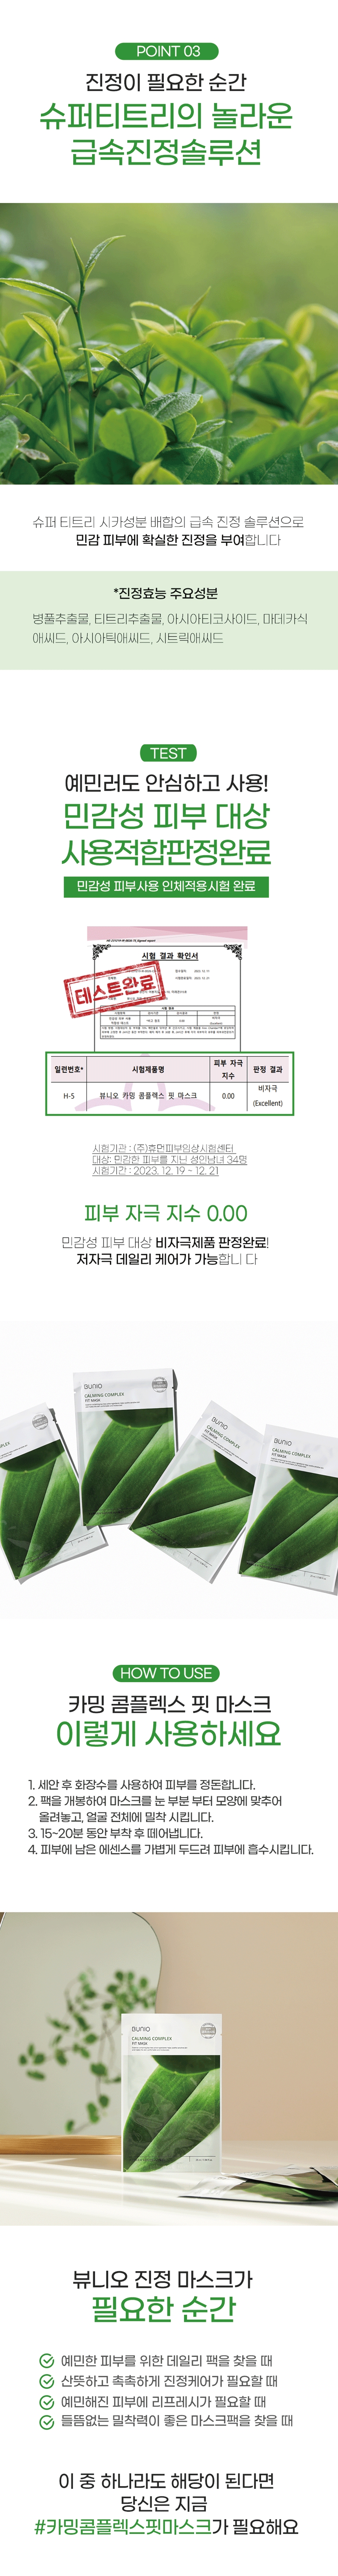 POINT 03
진정이 필요한 순간
슈퍼티트리의 놀라운
급속진정솔루션
슈퍼 티트리 시카성분 배합의 급속 진정 솔루션으로
민감 피부에 확실한 진정을 부여합니다
*진정효능 주요성분
병풀추출물, 티트리추출물, 아시아티코사이드, 마데카식
애씨드, 아시아틱애씨드, 시트릭애씨드
TEST
예민러도 안심하고 사용!
민감성 피부 대상
사용적합판정완료
민감성 피부사용 인체적용시험 완료
시험 결과 확인서
테스트완료
일련번호* 시험제품명 피부 자극 지수 판정 결과
H-5 뷰니오 카밍 콤플렉스 핏 마스크 0.00 비자극 (Excellent)
시험기관 : (주)휴먼피부임상시험센터
대상: 민감한 피부를 지닌 성인남녀 34명
시험기간 : 2023. 12. 19 ~ 12. 21
피부 자극 지수 0.00
민감성 피부 대상 비자극제품 판정완료!
저자극 데일리 케어가 가능합니 다
BUNIO
CALMING COMPLEX
FIT MASK
BUNIO
CALMING COMPLEX
FIT MASK
BUNIO
CALMING COMPLEX
FIT MASK
HOW TO USE
카밍 콤플렉스 핏 마스크
이렇게 사용하세요
1. 세안 후 화장수를 사용하여 피부를 정돈합니다.
2. 팩을 개봉하여 마스크를 눈 부분 부터 모양에 맞추어
올려놓고, 얼굴 전체에 밀착 시킵니다.
3. 15~20분 동안 부착 후 떼어냅니다.
4. 피부에 남은 에센스를 가볍게 두드려 피부에 흡수시킵니다.
BUNIO
CALMING COMPLEX
FIT MASK
뷰니오 진정 마스크가
필요한 순간
예민한 피부를 위한 데일리 팩을 찾을 때
산뜻하고 촉촉하게 진정케어가 필요할 때
예민해진 피부에 리프레시가 필요할 때
들뜸없는 밀착력이 좋은 마스크팩을 찾을 때
이 중 하나라도 해당이 된다면
당신은 지금
#카밍콤플렉스핏마스크가 필요해요